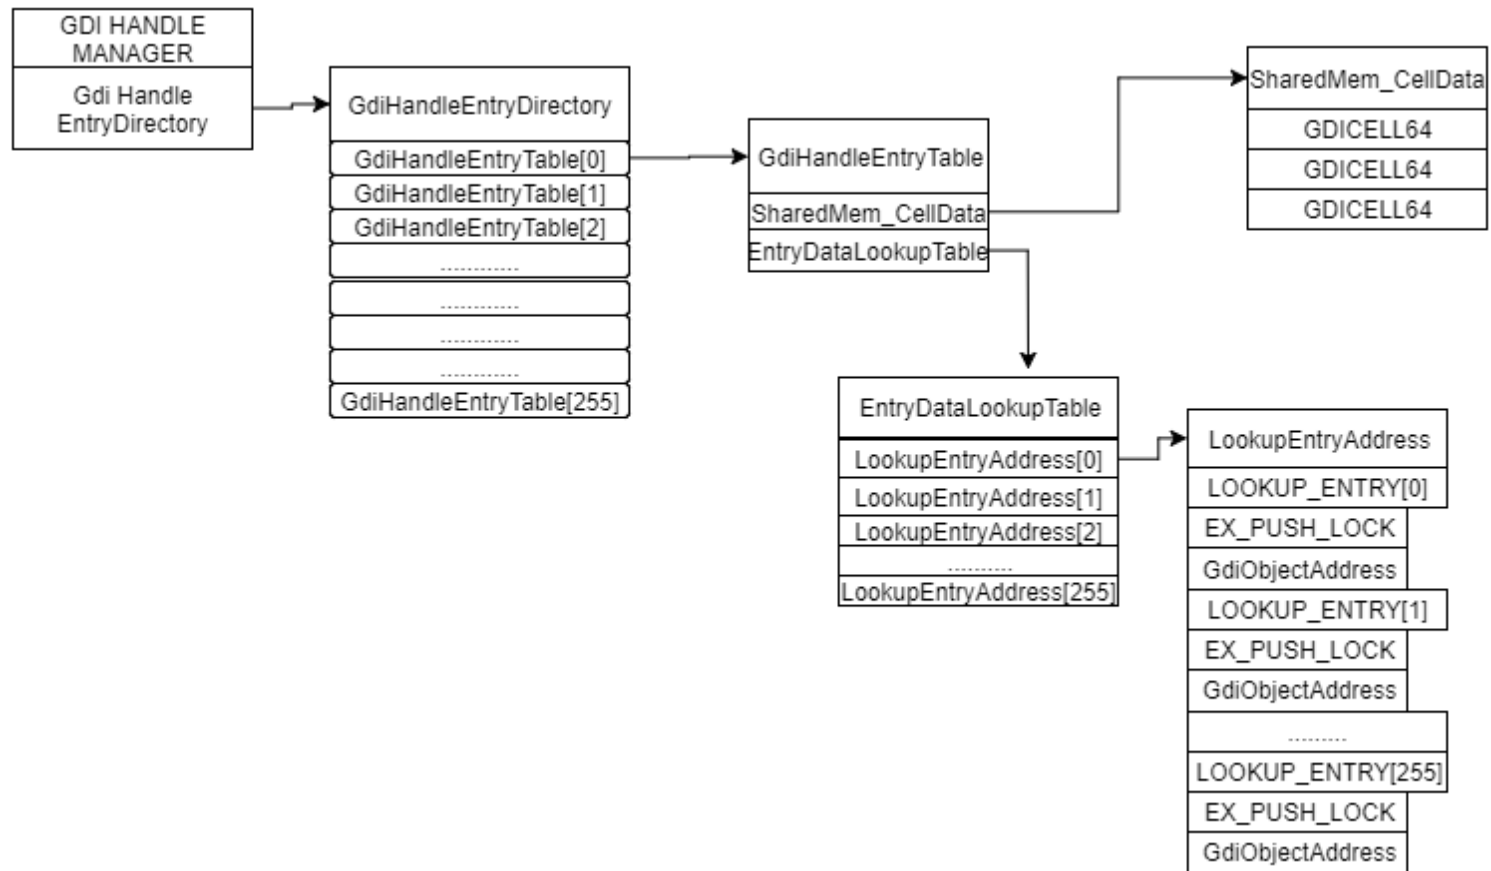 GDI HANDLE
MANAGER
Gdi Handle
EntryDirectory
GdiHandleEntryDirectory
GdiHandleEntryTable[0]
GdiHandleEntryTable[1]
GdiHandleEntryTable[2]
............
............
............
............
GdiHandleEntryTable[255]
GdiHandleEntryTable
SharedMem_CellData
EntryDataLookupTable
SharedMem_CellData
GDICELL64
GDICELL64
GDICELL64
EntryDataLookupTable
LookupEntryAddress[0]
LookupEntryAddress[1]
LookupEntryAddress[2]
..........
LookupEntryAddress[255]
LookupEntryAddress
LOOKUP_ENTRY[0]
EX_PUSH_LOCK
GdiObjectAddress
LOOKUP_ENTRY[1]
EX_PUSH_LOCK
GdiObjectAddress
.........
LOOKUP_ENTRY[255]
EX_PUSH_LOCK
GdiObjectAddress